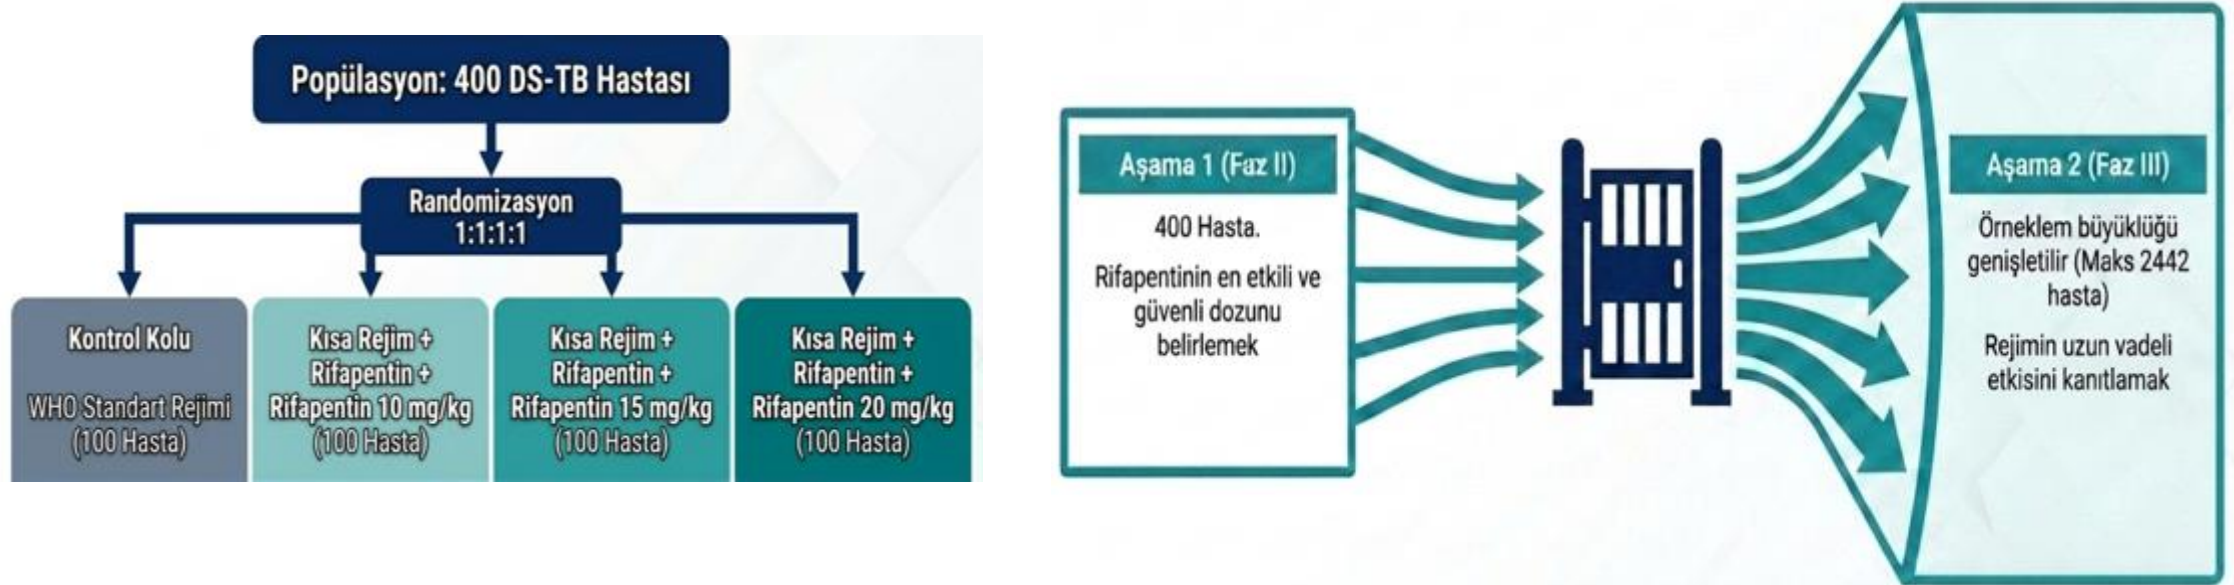 Popülasyon: 400 DS-TB Hastası
Randomizasyon
1:1:1:1
Kontrol Kolu
WHO Standart Rejimi
(100 Hasta)
Kısa Rejim +
Rifapentin +
Rifapentin 10 mg/kg
(100 Hasta)
Kısa Rejim +
Rifapentin +
Rifapentin 15 mg/kg
(100 Hasta)
Kısa Rejim +
Rifapentin +
Rifapentin 20 mg/kg
(100 Hasta)
Aşama 1 (Faz II)
400 Hasta.
Rifapentinin en etkili ve
güvenli dozunu
belirlemek
Aşama 2 (Faz III)
Örneklem büyüklüğü
genişletilir (Maks 2442
hasta)
Rejimin uzun vadeli
etkisini kanıtlamak